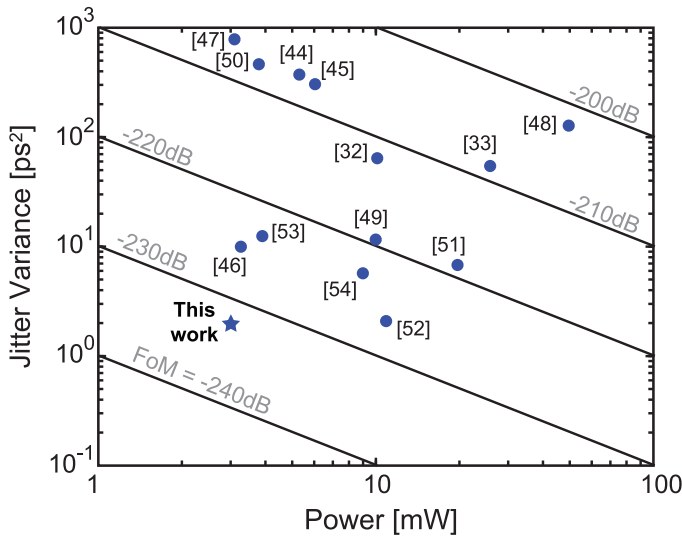 10³
[47]
[44]
[50]
[45]
-200dB
[48]
10²
-220dB
[32]
[33]
-210dB
[49]
[53]
[51]
10¹
-230dB
[46]
[54]
This
work
[52]
10⁰
FoM = -240dB
10⁻¹
1
10
100
Jitter Variance [ps²]
Power [mW]